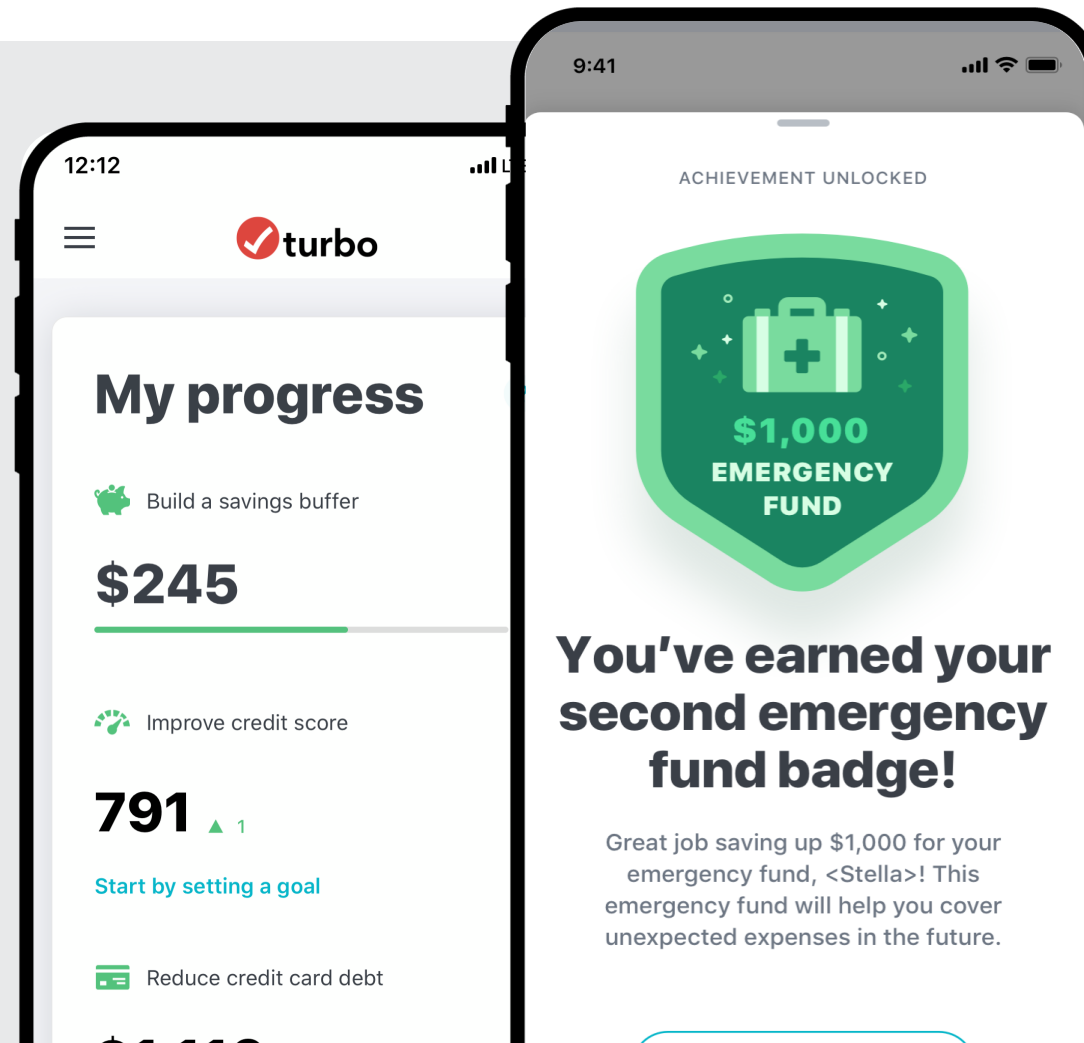 12:12
turbo
My progress
Build a savings buffer
$245
Improve credit score
791 ▲ 1
Start by setting a goal
Reduce credit card debt
9:41
ACHIEVEMENT UNLOCKED
$1,000
EMERGENCY
FUND
You’ve earned your
second emergency
fund badge!
Great job saving up $1,000 for your
emergency fund, <Stella>! This
emergency fund will help you cover
unexpected expenses in the future.